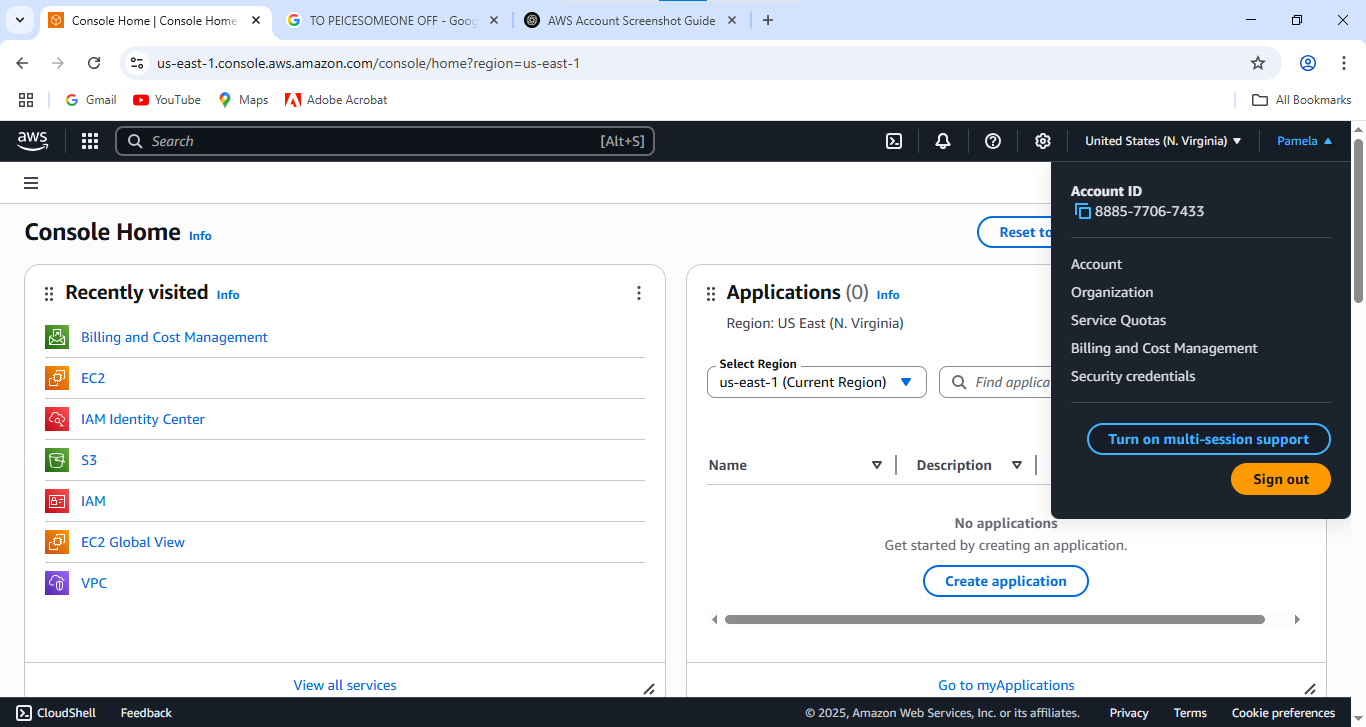 Console Home | Console Home
TO PEICESOMEONE OFF - Goog
AWS Account Screenshot Guide
us-east-1.console.aws.amazon.com/console/home?region=us-east-1
Gmail
YouTube
Maps
Adobe Acrobat
All Bookmarks
aws
Search
[Alt+S]
United States (N. Virginia)
Pamela
Account ID
8885-7706-7433
Account
Organization
Service Quotas
Billing and Cost Management
Security credentials
Turn on multi-session support
Sign out
Console Home Info
Reset to
Recently visited Info
Billing and Cost Management
EC2
IAM Identity Center
S3
IAM
EC2 Global View
VPC
View all services
Applications (0) Info
Region: US East (N. Virginia)
Select Region
us-east-1 (Current Region)
Find applica
Name
Description
No applications
Get started by creating an application.
Create application
Go to myApplications
CloudShell
Feedback
© 2025, Amazon Web Services, Inc. or its affiliates.
Privacy
Terms
Cookie preferences